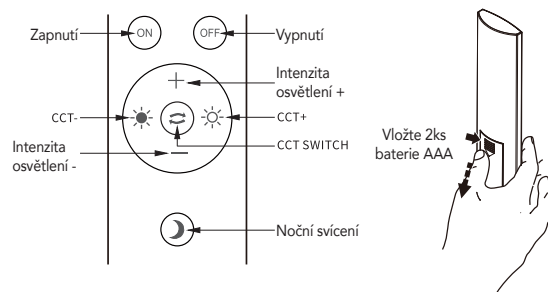 Zapnutí
ON
OFF
Vypnutí
Intenzita
osvětlení +
CCT-
CCT+
Intenzita
osvětlení -
CCT SWITCH
Vložte 2ks
baterie AAA
Noční svícení